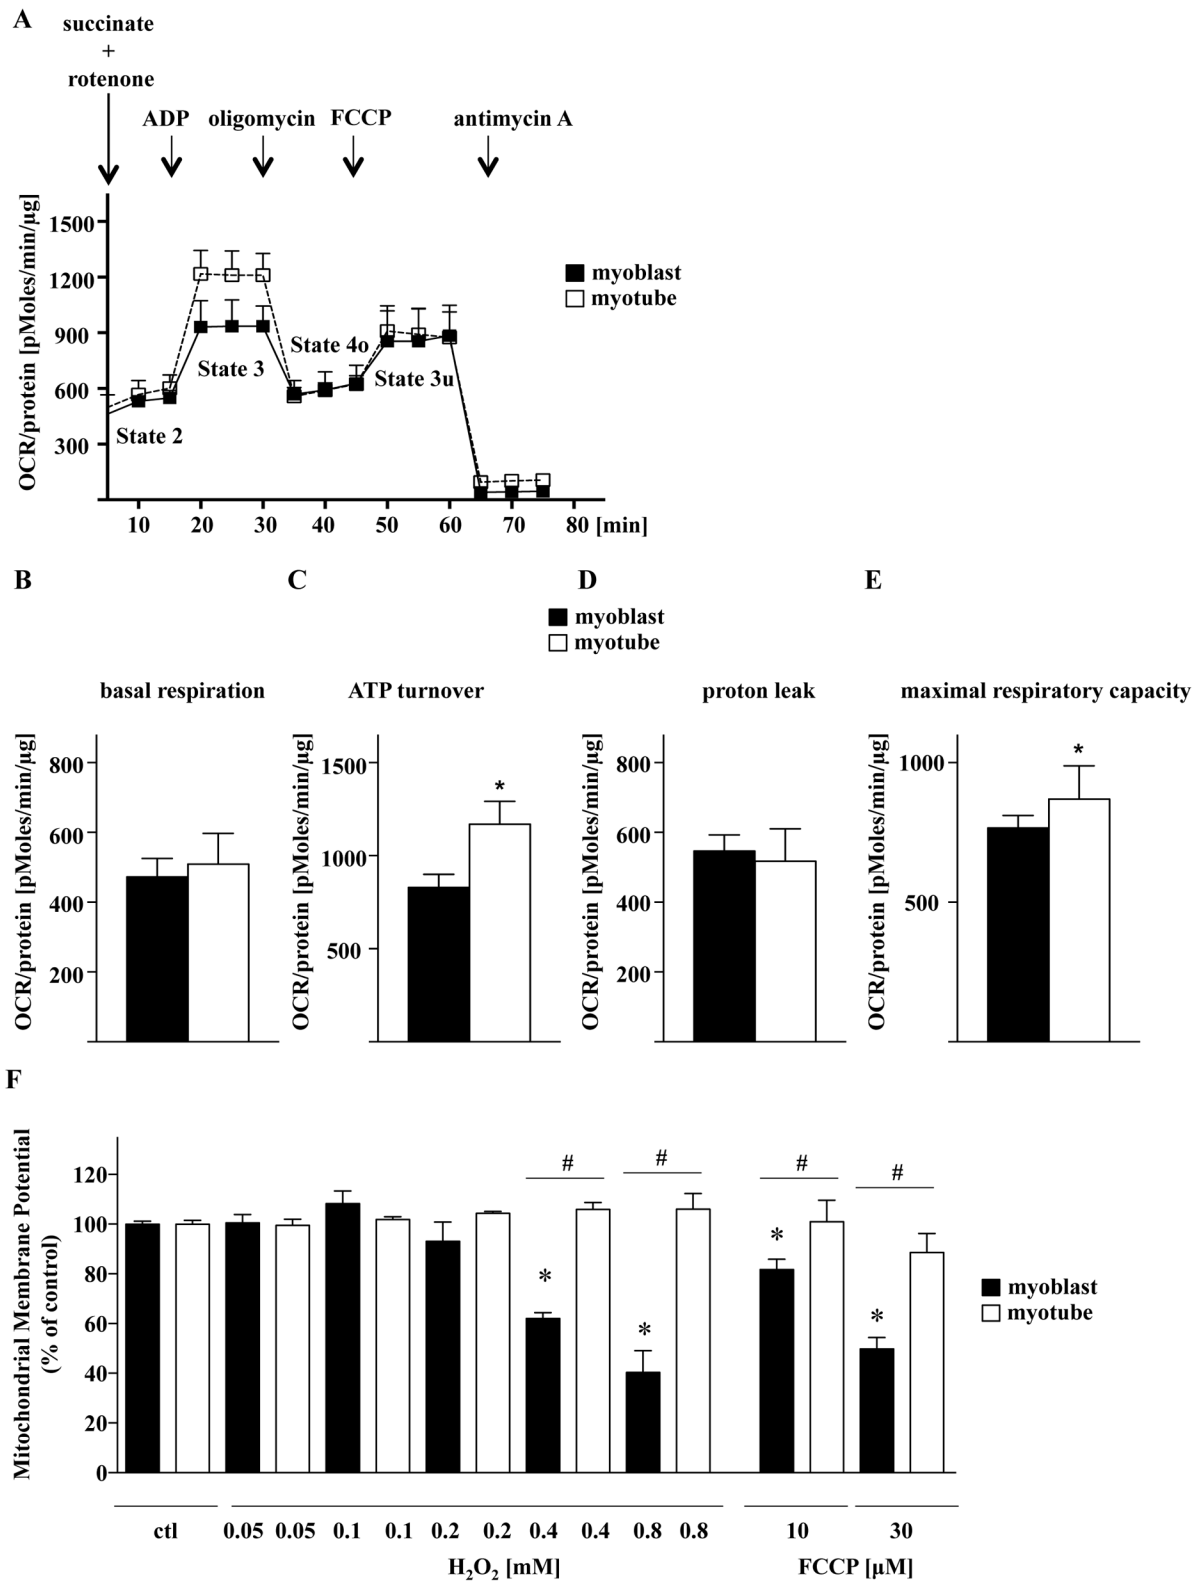 A
succinate
+
rotenone
ADP oligomycin FCCP antimycin A
OCR/protein [pMoles/min/µg]
1500
1200
900
600
300
State 2
State 3
State 4o
State 3u
myoblast
myotube
10 20 30 40 50 60 70 80 [min]
B C D E
myoblast
myotube
basal respiration
OCR/protein [pMoles/min/µg]
800
600
400
200
ATP turnover
OCR/protein [pMoles/min/µg]
1500
1000
500
*
proton leak
OCR/protein [pMoles/min/µg]
800
600
400
200
maximal respiratory capacity
OCR/protein [pMoles/min/µg]
1000
500
*
F
Mitochondrial Membrane Potential
(% of control)
120
100
80
60
40
20
0
# # # #
* * * *
myoblast
myotube
ctl 0.05 0.05 0.1 0.1 0.2 0.2 0.4 0.4 0.8 0.8 10 30
H₂O₂ [mM] FCCP [µM]